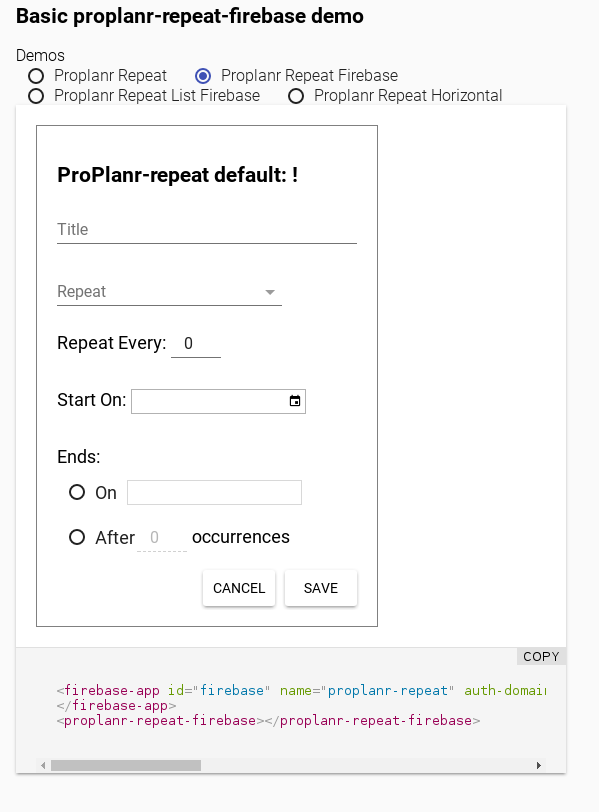 Basic proplanr-repeat-firebase demo
Demos
Proplanr Repeat Proplanr Repeat Firebase
Proplanr Repeat List Firebase Proplanr Repeat Horizontal
ProPlanr-repeat default: !
Title
Repeat
Repeat Every: 0
Start On:
Ends:
On
After 0 occurrences
CANCEL SAVE
COPY
<firebase-app id="firebase" name="proplanr-repeat" auth-domain
</firebase-app>
<proplanr-repeat-firebase></proplanr-repeat-firebase>